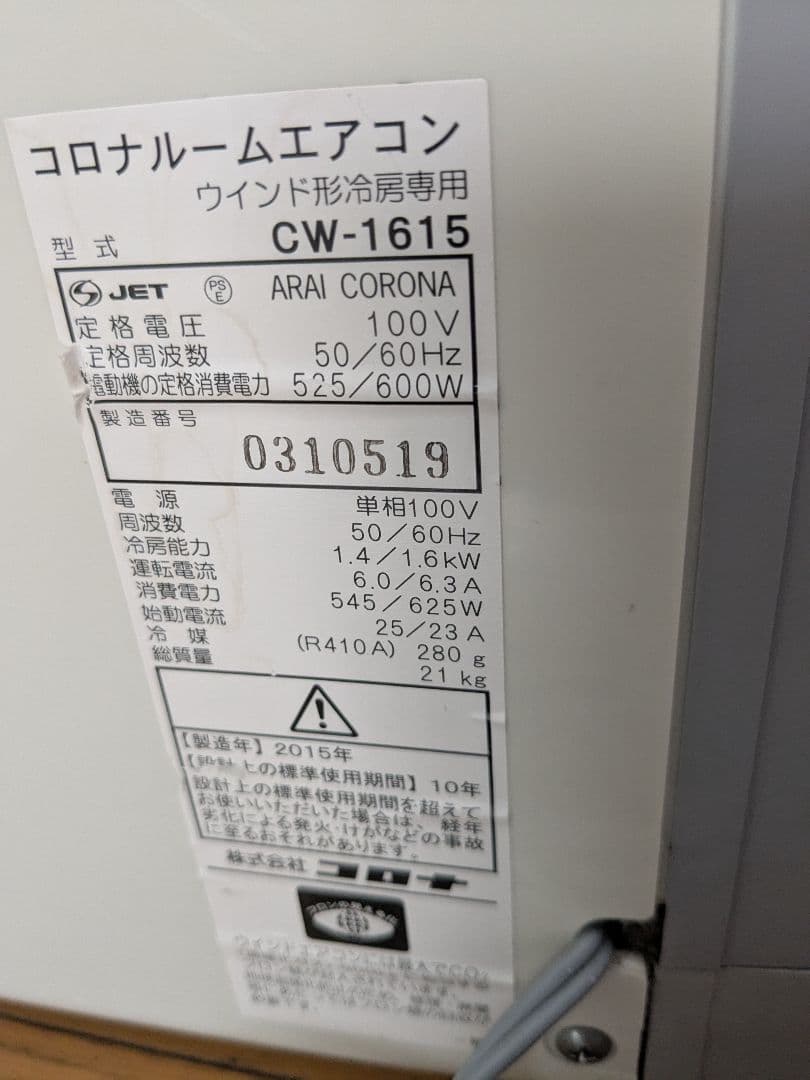 コロナルームエアコン
ウインド形冷房専用
型式 CW-1615
JET PSE ARAI CORONA
定格電圧 100V
定格周波数 50/60Hz
電動機の定格消費電力 525/600W
製造番号
0310519
電源 単相100V
周波数 50/60Hz
冷房能力 1.4/1.6kW
運転電流 6.0/6.3A
消費電力 545/625W
始動電流 25/23A
冷媒 (R410A) 280g
総質量 21kg
【製造年】2015年
【設計上の標準使用期間】10年
設計上の標準使用期間を超えて
お使いいただいた場合は、経年
劣化による発火・けがなどの事故
に至るおそれがあります。
株式会社 コロナ